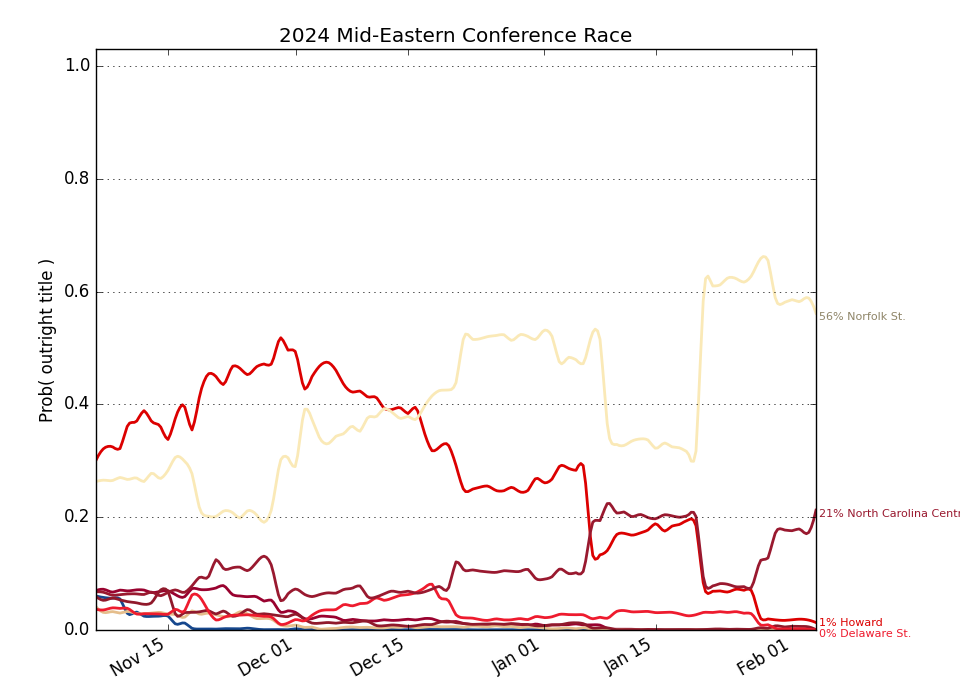 2024 Mid-Eastern Conference Race
1.0
0.8
0.6
0.4
0.2
0.0
Prob( outright title )
56% Norfolk St.
21% North Carolina Centr
1% Howard
0% Delaware St.
Nov 15
Dec 01
Dec 15
Jan 01
Jan 15
Feb 01